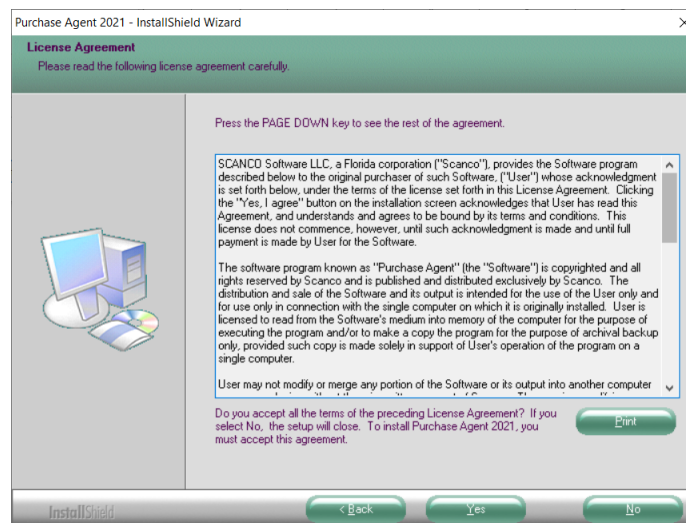 Purchase Agent 2021 - InstallShield Wizard
License Agreement
Please read the following license agreement carefully.
Press the PAGE DOWN key to see the rest of the agreement.
SCANCO Software LLC, a Florida corporation ("Scanco"), provides the Software program
described below to the original purchaser of such Software, ("User") whose acknowledgment
is set forth below, under the terms of the license set forth in this License Agreement. Clicking
the "Yes, I agree" button on the installation screen acknowledges that User has read this
Agreement, and understands and agrees to be bound by its terms and conditions. This
license does not commence, however, until such acknowledgment is made and until full
payment is made by User for the Software.
The software program known as "Purchase Agent" (the "Software") is copyrighted and all
rights reserved by Scanco and is published and distributed exclusively by Scanco. The
distribution and sale of the Software and its output is intended for the use of the User only and
for use only in connection with the single computer on which it is originally installed. User is
licensed to read from the Software's medium into memory of the computer for the purpose of
executing the program and/or to make a copy the program for the purpose of archival backup
only, provided such copy is made solely in support of User's operation of the program on a
single computer.
User may not modify or merge any portion of the Software or its output into another computer
Do you accept all the terms of the preceding License Agreement? If you
select No, the setup will close. To install Purchase Agent 2021, you
must accept this agreement.
Print
InstallShield
< Back
Yes
No